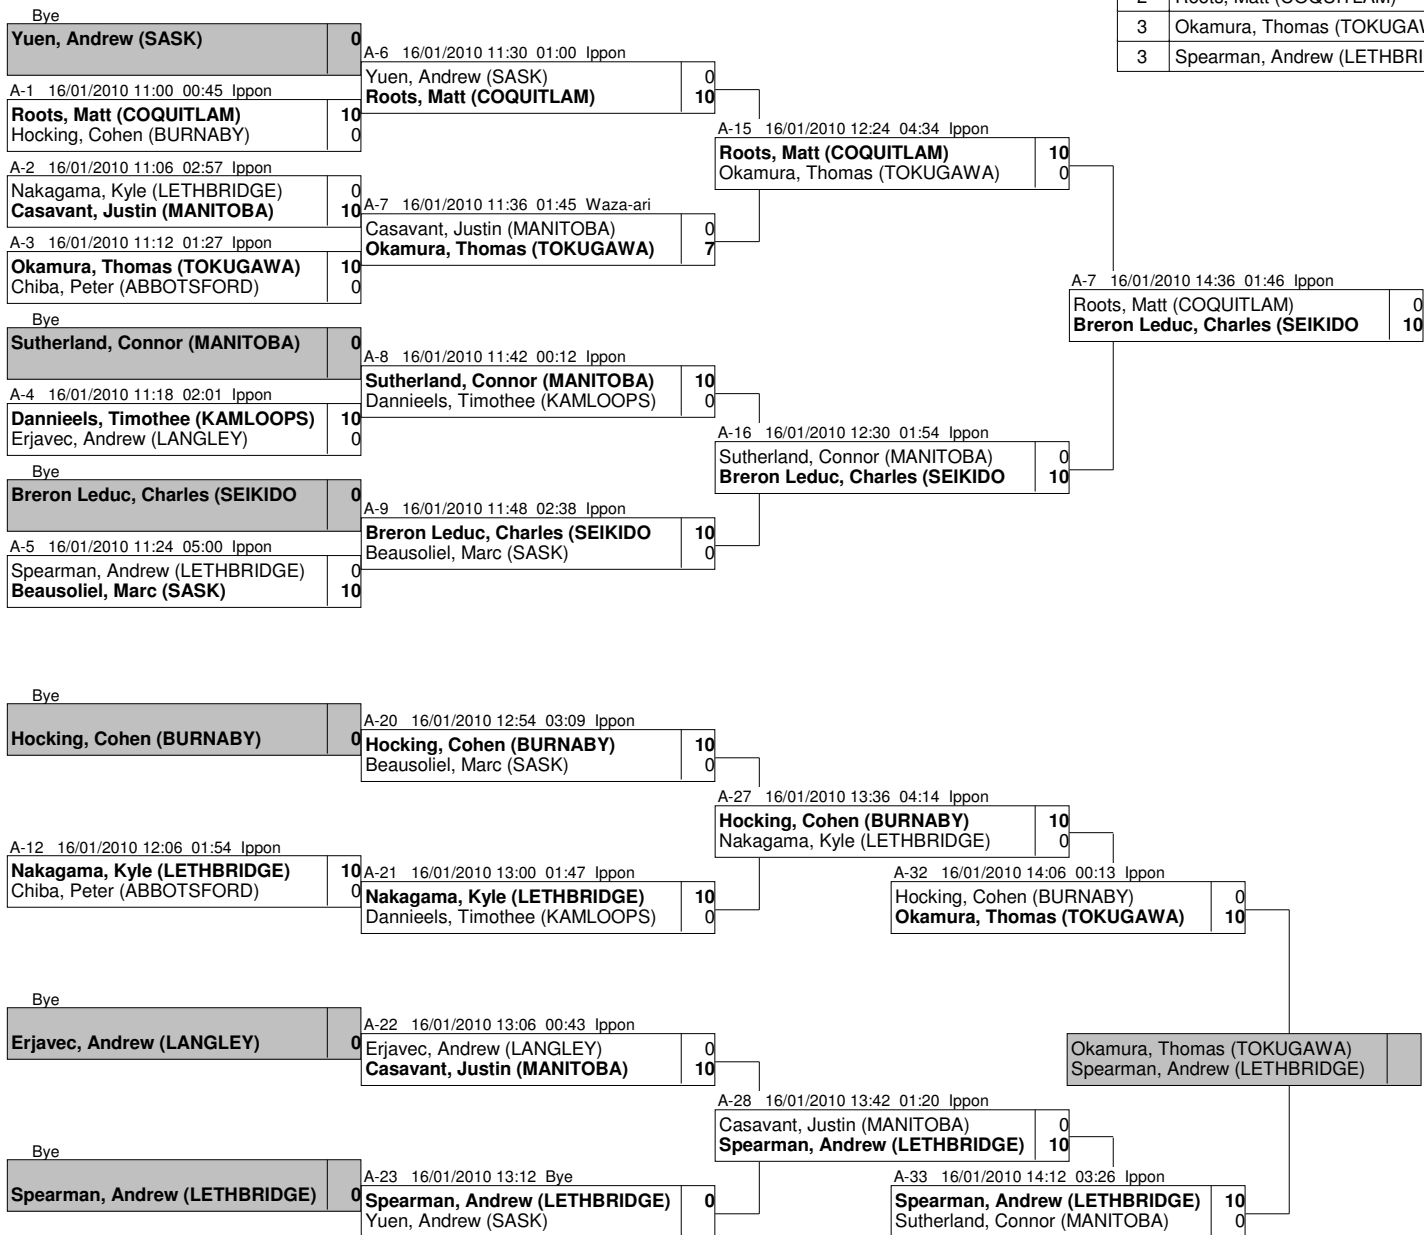 2 Roots, Matt (COQUITLAM)
3 Okamura, Thomas (TOKUGAW
3 Spearman, Andrew (LETHBRI
Bye
Yuen, Andrew (SASK) 0
A-1 16/01/2010 11:00 00:45 Ippon
Roots, Matt (COQUITLAM) 10
Hocking, Cohen (BURNABY) 0
A-2 16/01/2010 11:06 02:57 Ippon
Nakagama, Kyle (LETHBRIDGE) 0
Casavant, Justin (MANITOBA) 10
A-3 16/01/2010 11:12 01:27 Ippon
Okamura, Thomas (TOKUGAWA) 10
Chiba, Peter (ABBOTSFORD) 0
Bye
Sutherland, Connor (MANITOBA) 0
A-4 16/01/2010 11:18 02:01 Ippon
Dannieels, Timothee (KAMLOOPS) 10
Erjavec, Andrew (LANGLEY) 0
Bye
Breron Leduc, Charles (SEIKIDO 0
A-5 16/01/2010 11:24 05:00 Ippon
Spearman, Andrew (LETHBRIDGE) 0
Beausoliel, Marc (SASK) 10
A-6 16/01/2010 11:30 01:00 Ippon
Yuen, Andrew (SASK) 0
Roots, Matt (COQUITLAM) 10
A-7 16/01/2010 11:36 01:45 Waza-ari
Casavant, Justin (MANITOBA) 0
Okamura, Thomas (TOKUGAWA) 7
A-8 16/01/2010 11:42 00:12 Ippon
Sutherland, Connor (MANITOBA) 10
Dannieels, Timothee (KAMLOOPS) 0
A-9 16/01/2010 11:48 02:38 Ippon
Breron Leduc, Charles (SEIKIDO 10
Beausoliel, Marc (SASK) 0
A-15 16/01/2010 12:24 04:34 Ippon
Roots, Matt (COQUITLAM) 10
Okamura, Thomas (TOKUGAWA) 0
A-16 16/01/2010 12:30 01:54 Ippon
Sutherland, Connor (MANITOBA) 0
Breron Leduc, Charles (SEIKIDO 10
A-7 16/01/2010 14:36 01:46 Ippon
Roots, Matt (COQUITLAM) 0
Breron Leduc, Charles (SEIKIDO 10
Bye
Hocking, Cohen (BURNABY) 0
A-12 16/01/2010 12:06 01:54 Ippon
Nakagama, Kyle (LETHBRIDGE) 10
Chiba, Peter (ABBOTSFORD) 0
Bye
Erjavec, Andrew (LANGLEY) 0
Bye
Spearman, Andrew (LETHBRIDGE) 0
A-20 16/01/2010 12:54 03:09 Ippon
Hocking, Cohen (BURNABY) 10
Beausoliel, Marc (SASK) 0
A-21 16/01/2010 13:00 01:47 Ippon
Nakagama, Kyle (LETHBRIDGE) 10
Dannieels, Timothee (KAMLOOPS) 0
A-22 16/01/2010 13:06 00:43 Ippon
Erjavec, Andrew (LANGLEY) 0
Casavant, Justin (MANITOBA) 10
A-23 16/01/2010 13:12 Bye
Spearman, Andrew (LETHBRIDGE) 0
Yuen, Andrew (SASK)
A-27 16/01/2010 13:36 04:14 Ippon
Hocking, Cohen (BURNABY) 10
Nakagama, Kyle (LETHBRIDGE) 0
A-28 16/01/2010 13:42 01:20 Ippon
Casavant, Justin (MANITOBA) 0
Spearman, Andrew (LETHBRIDGE) 10
A-32 16/01/2010 14:06 00:13 Ippon
Hocking, Cohen (BURNABY) 0
Okamura, Thomas (TOKUGAWA) 10
A-33 16/01/2010 14:12 03:26 Ippon
Spearman, Andrew (LETHBRIDGE) 10
Sutherland, Connor (MANITOBA) 0
Okamura, Thomas (TOKUGAWA)
Spearman, Andrew (LETHBRIDGE)